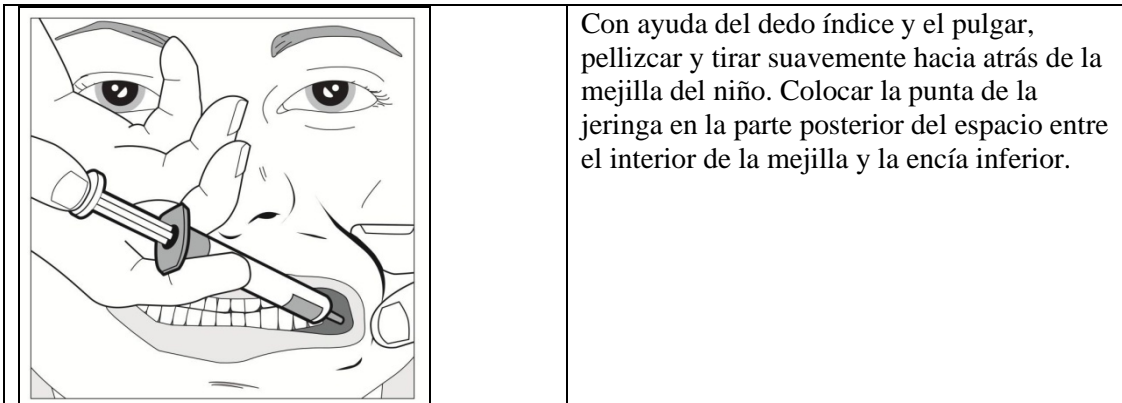 Con ayuda del dedo índice y el pulgar,
pellizcar y tirar suavemente hacia atrás de la
mejilla del niño. Colocar la punta de la
jeringa en la parte posterior del espacio entre
el interior de la mejilla y la encía inferior.